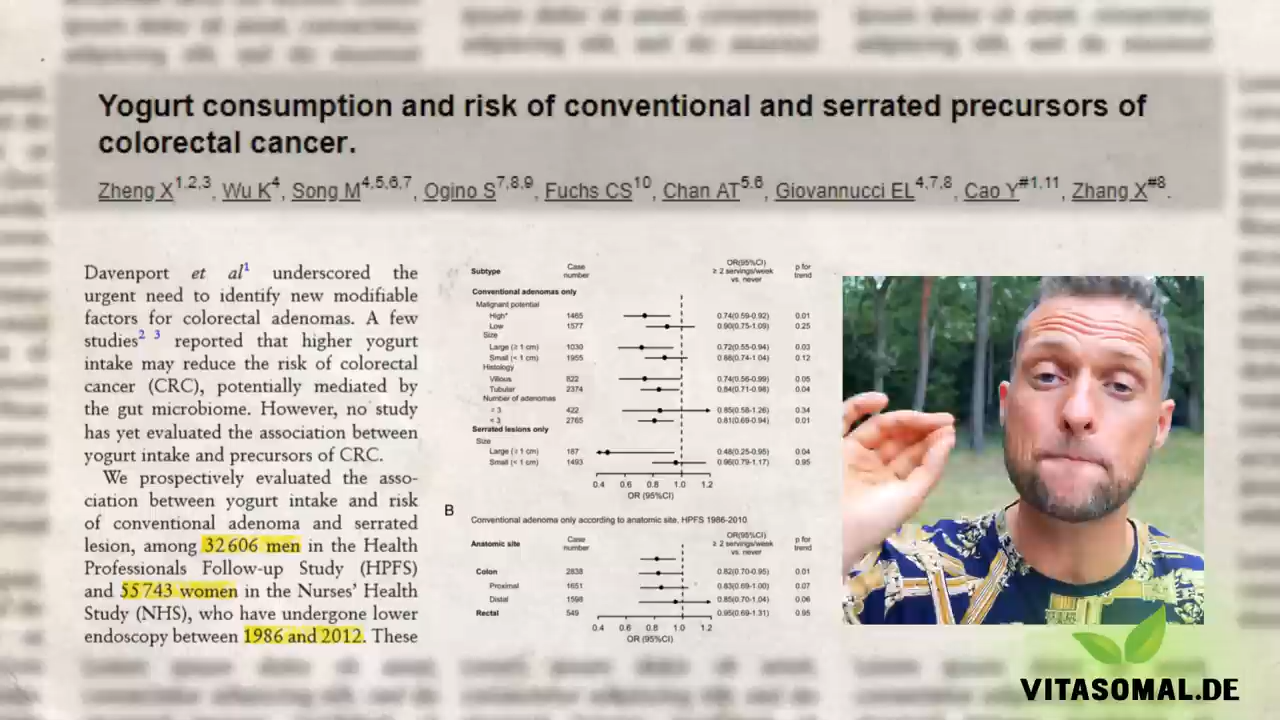 Yogurt consumption and risk of conventional and serrated precursors of
colorectal cancer.
Zheng X1,2,3, Wu K4, Song M4,5,6,7, Ogino S7,8,9, Fuchs CS10, Chan AT5,6, Giovannucci EL4,7,8, Cao Y#1,11, Zhang X#8.
Davenport et al1 underscored the
urgent need to identify new modifiable
factors for colorectal adenomas. A few
studies2 3 reported that higher yogurt
intake may reduce the risk of colorectal
cancer (CRC), potentially mediated by
the gut microbiome. However, no study
has yet evaluated the association between
yogurt intake and precursors of CRC.
We prospectively evaluated the asso-
ciation between yogurt intake and risk
of conventional adenoma and serrated
lesion, among 32 606 men in the Health
Professionals Follow-up Study (HPFS)
and 55 743 women in the Nurses' Health
Study (NHS), who have undergone lower
endoscopy between 1986 and 2012. These
Subtype Case number OR(95%CI) ≥ 2 servings/week vs. never p for trend
Conventional adenomas only
Malignant potential
High* 1465 0.74(0.59-0.92) 0.01
Low 1577 0.90(0.75-1.09) 0.25
Size
Large (≥ 1 cm) 1030 0.72(0.55-0.94) 0.03
Small (< 1 cm) 1955 0.88(0.74-1.04) 0.12
Histology
Villous 822 0.74(0.56-0.99) 0.05
Tubular 2374 0.84(0.71-0.98) 0.04
Number of adenomas
≥ 3 422 0.85(0.58-1.26) 0.34
< 3 2765 0.81(0.69-0.94) 0.01
Serrated lesions only
Size
Large (≥ 1 cm) 187 0.48(0.25-0.95) 0.04
Small (< 1 cm) 1493 0.96(0.79-1.17) 0.95
0.4 0.6 0.8 1.0 1.2
OR (95%CI)
B
Conventional adenoma only according to anatomic site, HPFS 1986-2010
Anatomic site Case number OR(95%CI) ≥ 2 servings/week vs. never p for trend
Colon 2838 0.82(0.70-0.95) 0.01
Proximal 1651 0.83(0.69-1.00) 0.07
Distal 1598 0.85(0.70-1.04) 0.06
Rectal 549 0.95(0.69-1.31) 0.95
0.4 0.6 0.8 1.0 1.2
OR (95%CI)
VITASOMAL.DE